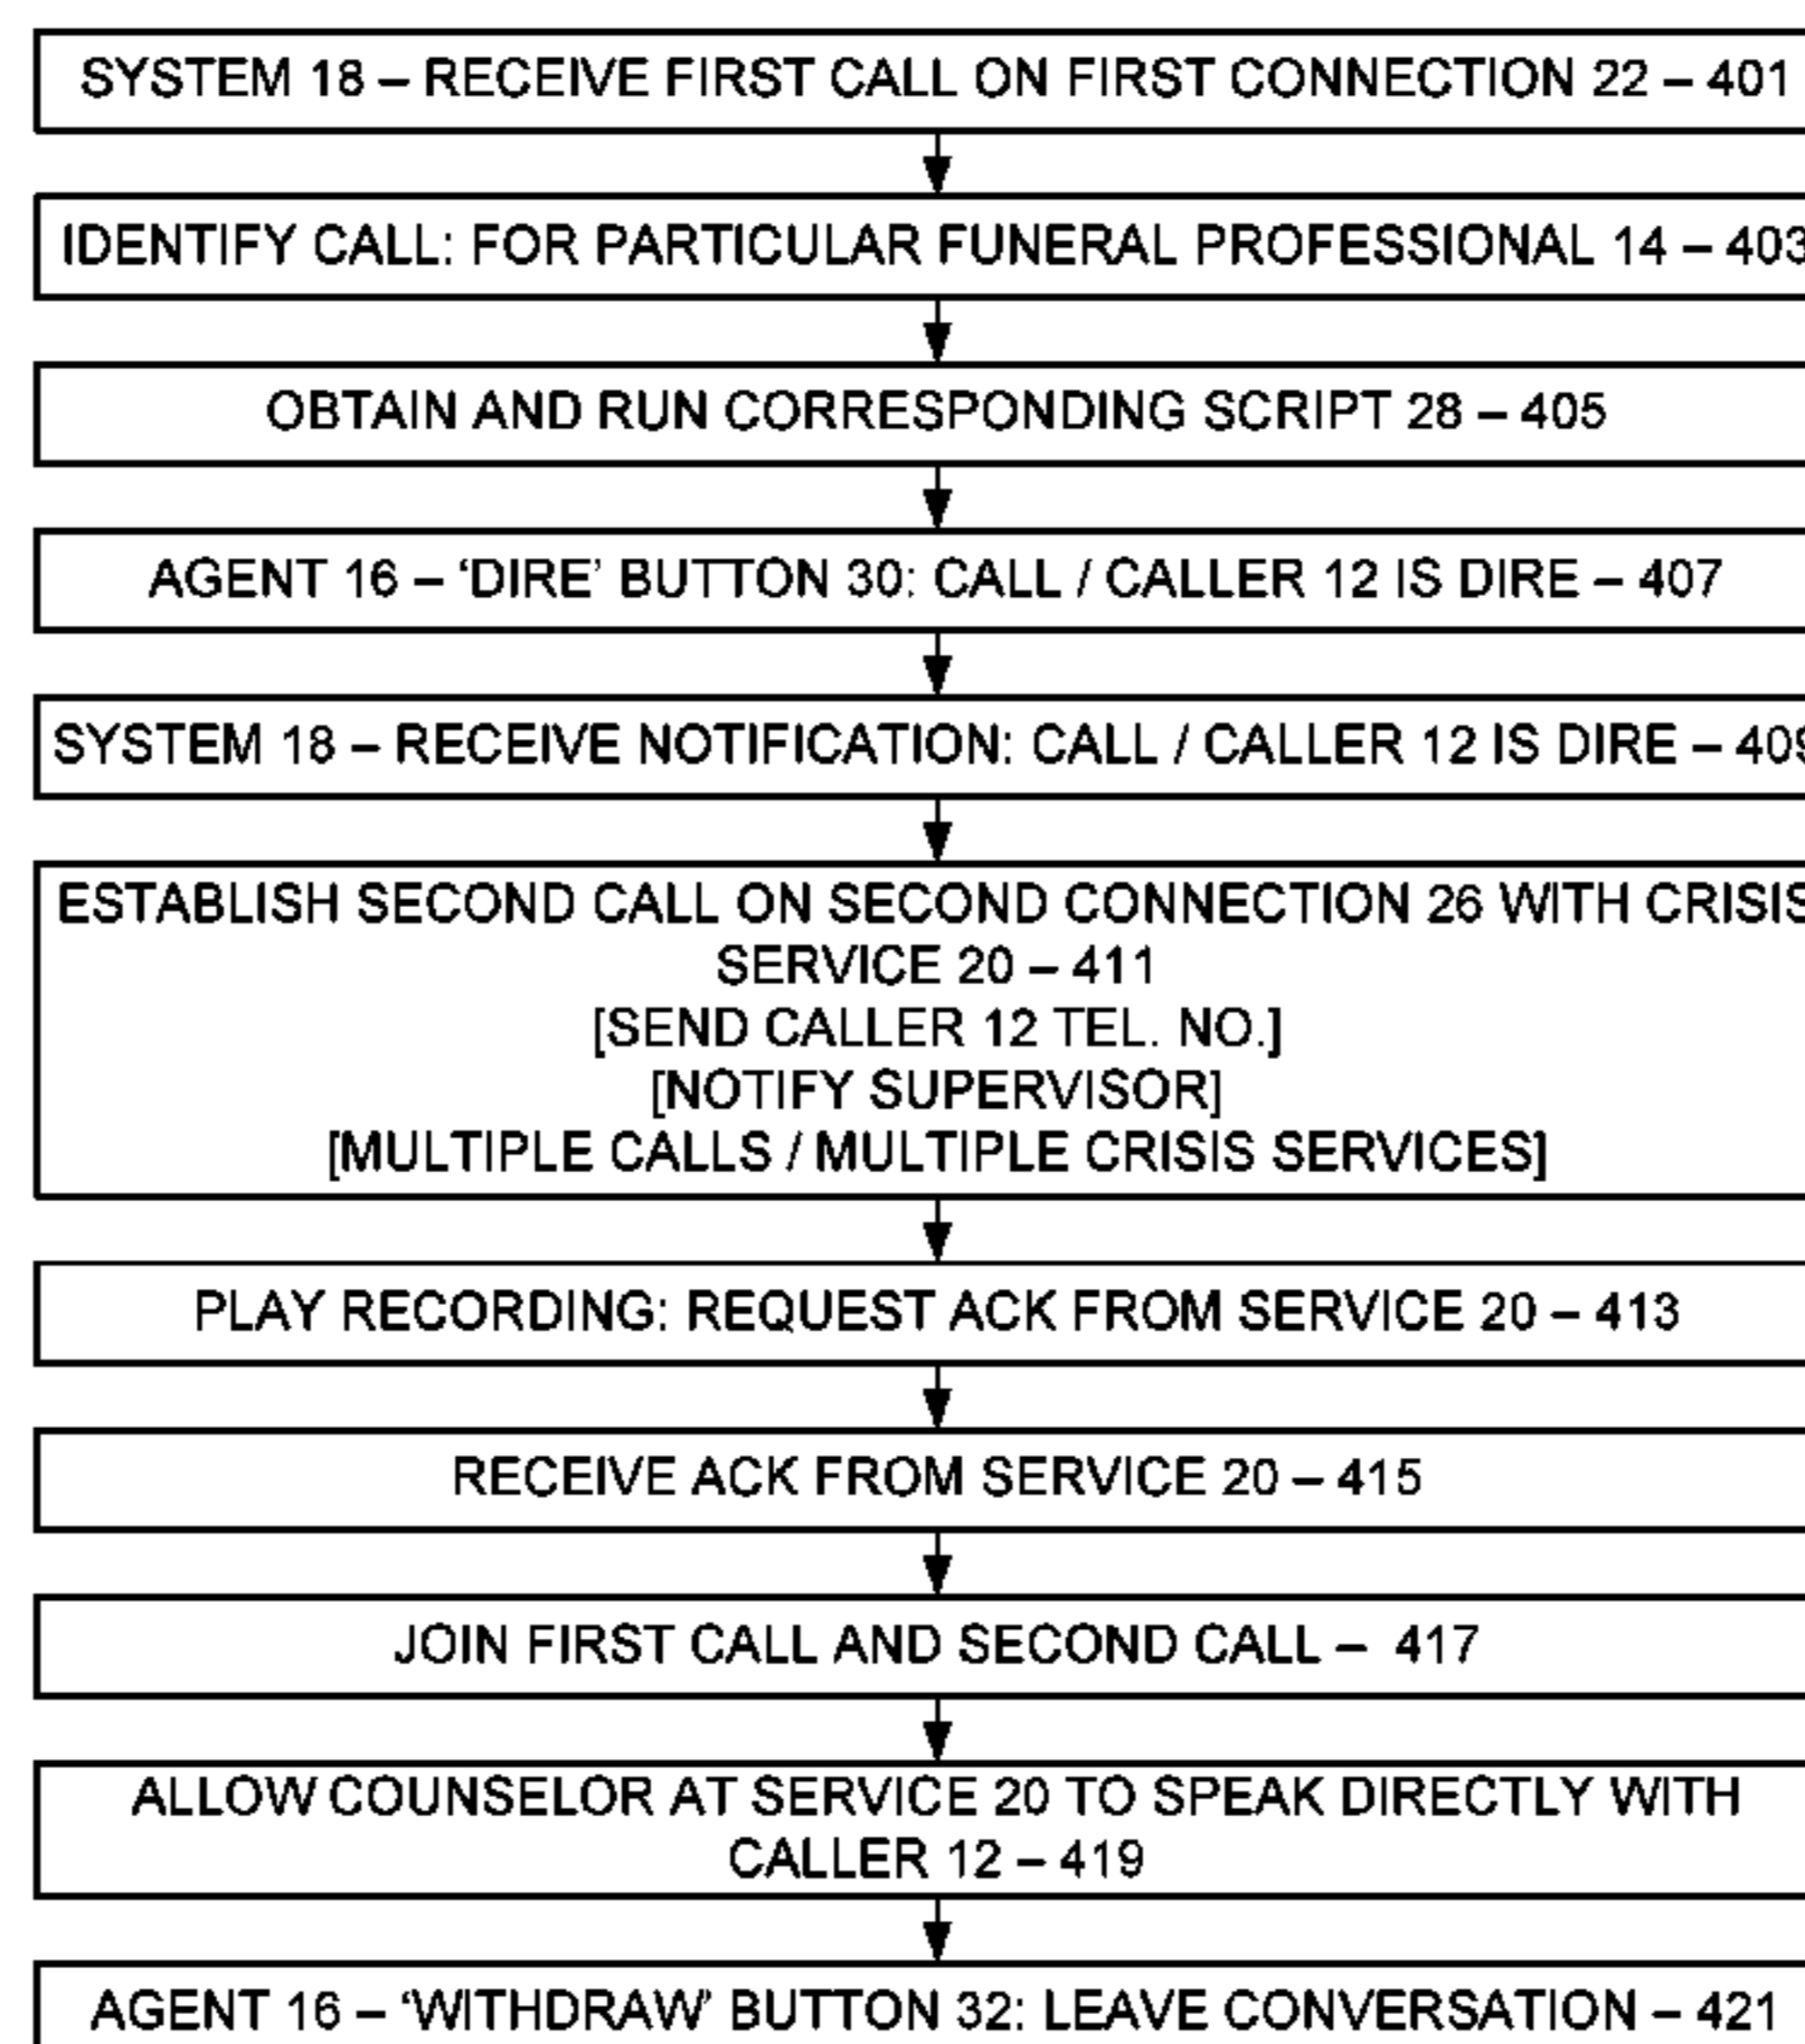 SYSTEM 18 – RECEIVE FIRST CALL ON FIRST CONNECTION 22 – 401
IDENTIFY CALL: FOR PARTICULAR FUNERAL PROFESSIONAL 14 – 403
OBTAIN AND RUN CORRESPONDING SCRIPT 28 – 405
AGENT 16 – ‘DIRE’ BUTTON 30: CALL / CALLER 12 IS DIRE – 407
SYSTEM 18 – RECEIVE NOTIFICATION: CALL / CALLER 12 IS DIRE – 409
ESTABLISH SECOND CALL ON SECOND CONNECTION 26 WITH CRISIS
SERVICE 20 – 411
[SEND CALLER 12 TEL. NO.]
[NOTIFY SUPERVISOR]
[MULTIPLE CALLS / MULTIPLE CRISIS SERVICES]
PLAY RECORDING: REQUEST ACK FROM SERVICE 20 – 413
RECEIVE ACK FROM SERVICE 20 – 415
JOIN FIRST CALL AND SECOND CALL – 417
ALLOW COUNSELOR AT SERVICE 20 TO SPEAK DIRECTLY WITH
CALLER 12 – 419
AGENT 16 – ‘WITHDRAW’ BUTTON 32: LEAVE CONVERSATION – 421